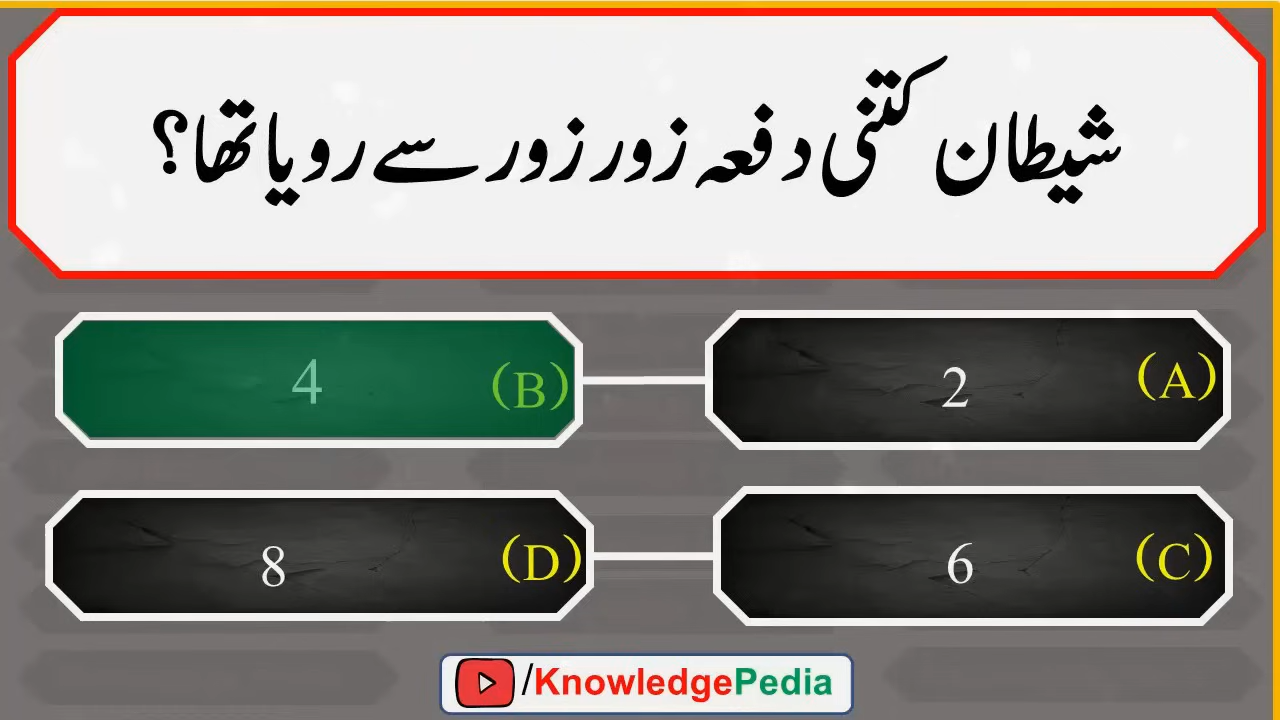 شیطان کتنی دفعہ زور زور سے رویا تھا؟
(A) 2
(B) 4
(C) 6
(D) 8
/KnowledgePedia